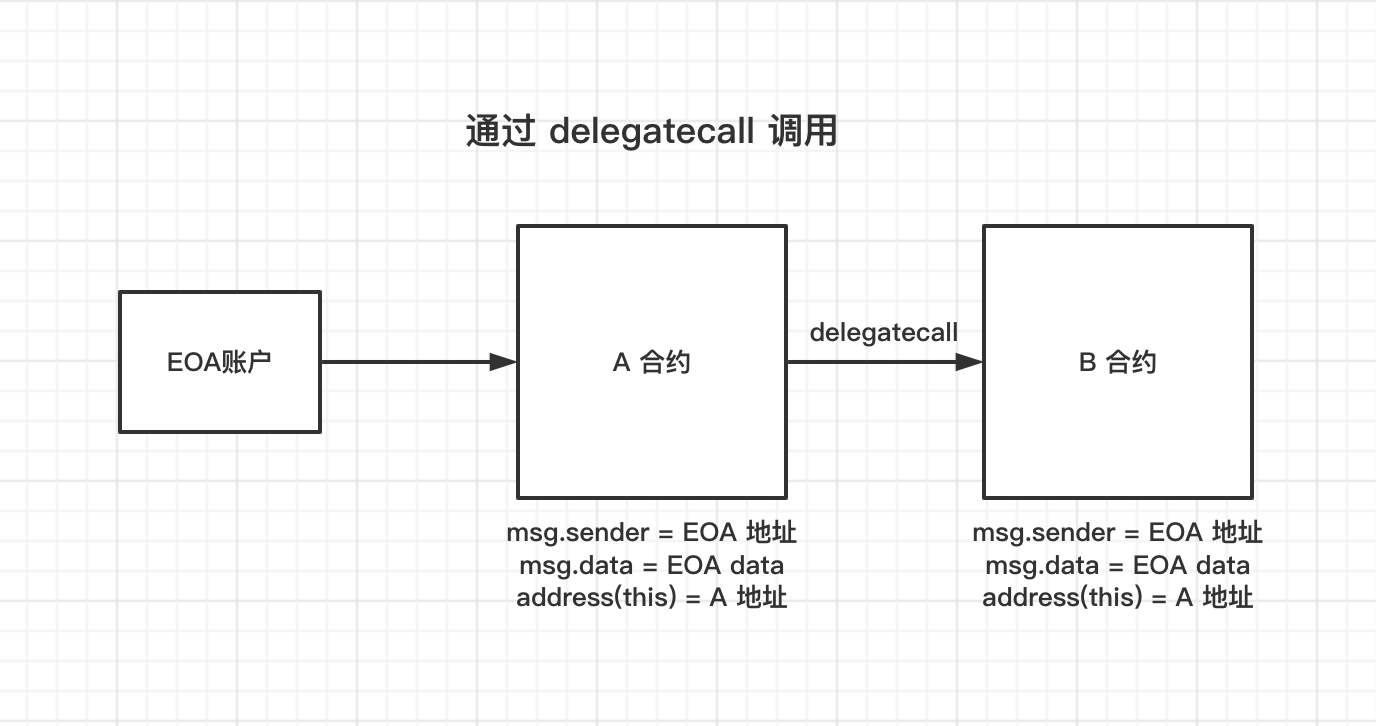 通过 delegatecall 调用
EOA账户
A 合约
delegatecall
B 合约
msg.sender = EOA 地址
msg.data = EOA data
address(this) = A 地址
msg.sender = EOA 地址
msg.data = EOA data
address(this) = A 地址